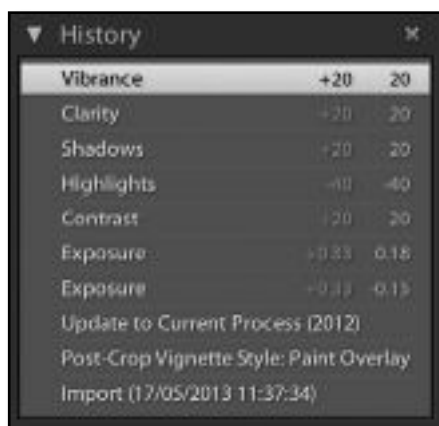 History
Vibrance +20 20
Clarity +20 20
Shadows +20 20
Highlights -40 -40
Contrast +20 20
Exposure +0.33 0.18
Exposure +0.33 -0.15
Update to Current Process (2012)
Post-Crop Vignette Style: Paint Overlay
Import (17/05/2013 11:37:34)